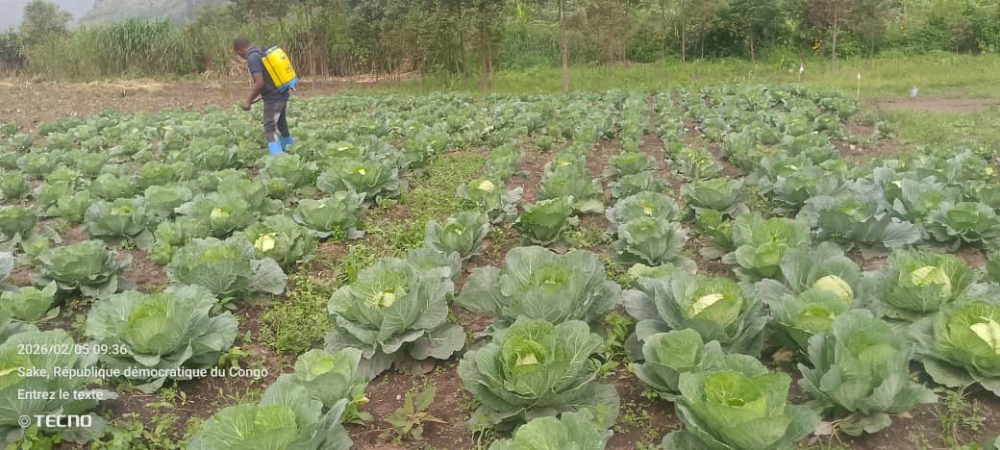 2026/02/05 09:36
Sake, République démocratique du Congo
Entrez le texte
TECNO